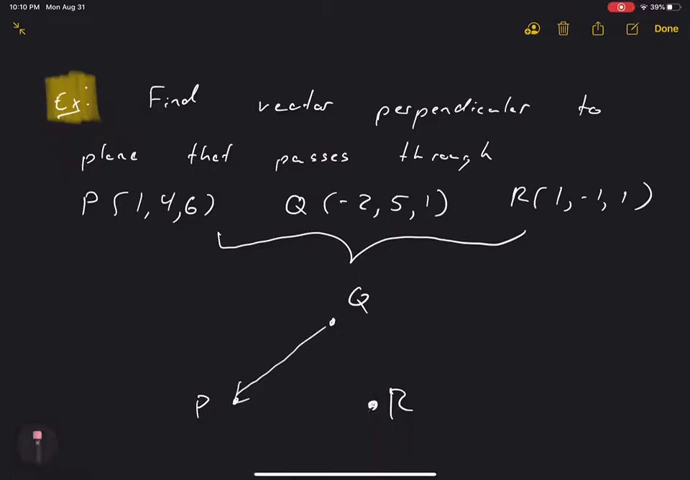 10:10 PM Mon Aug 31
39%
Done
Ex: Find vector perpendicular to
plane that passes through
P(1,4,6) Q(-2,5,1) R(1,-1,1)
Q
P R